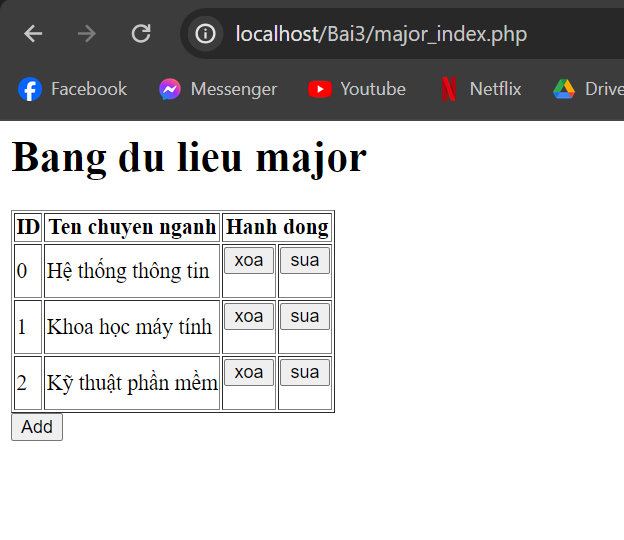 localhost/Bai3/major_index.php
Facebook Messenger Youtube Netflix Drive
Bang du lieu major
ID Ten chuyen nganh Hanh dong
0 Hệ thống thông tin xoa sua
1 Khoa học máy tính xoa sua
2 Kỹ thuật phần mềm xoa sua
Add